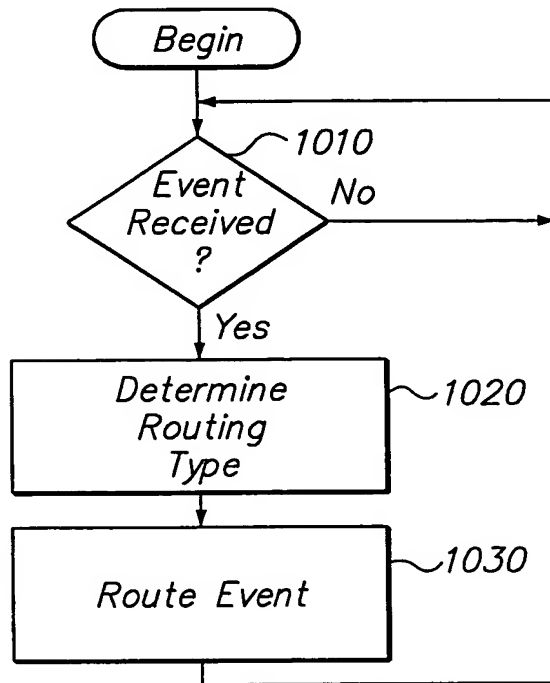 Begin
1010
Event
Received
?
No
Yes
Determine
Routing
Type
1020
Route Event
1030